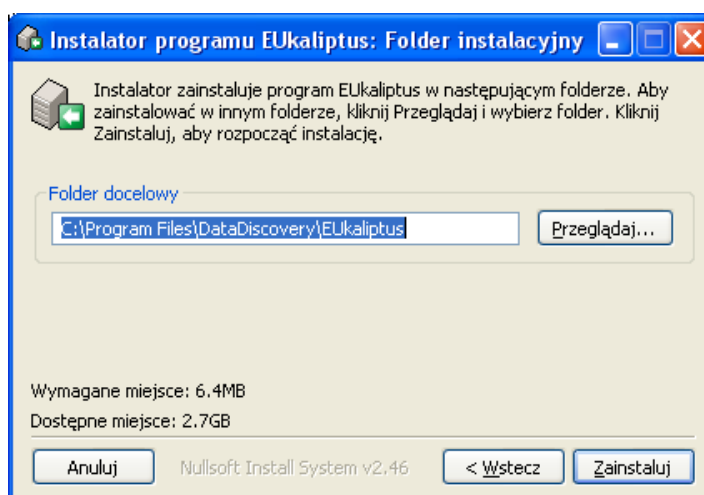 Instalator programu EUkaliptus: Folder instalacyjny
Instalator zainstaluje program EUkaliptus w następującym folderze. Aby
zainstalować w innym folderze, kliknij Przeglądaj i wybierz folder. Kliknij
Zainstaluj, aby rozpocząć instalację.
Folder docelowy
C:\Program Files\DataDiscovery\EUkaliptus
Przeglądaj...
Wymagane miejsce: 6.4MB
Dostępne miejsce: 2.7GB
Anuluj
Nullsoft Install System v2.46
< Wstecz
Zainstaluj